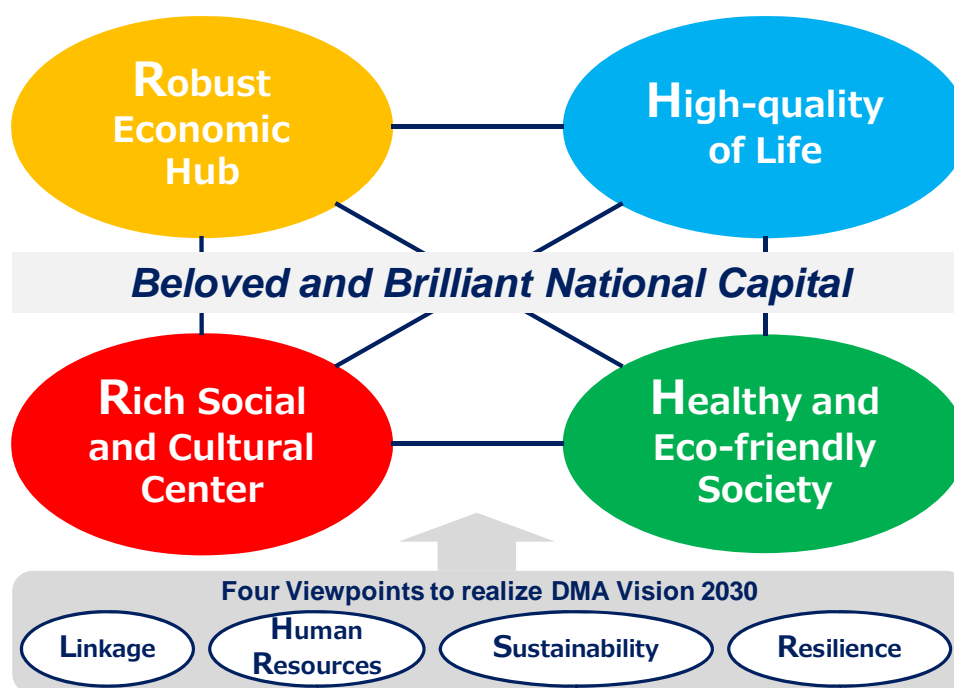 Robust
Economic
Hub
High-quality
of Life
Beloved and Brilliant National Capital
Rich Social
and Cultural
Center
Healthy and
Eco-friendly
Society
Four Viewpoints to realize DMA Vision 2030
Linkage
Human
Resources
Sustainability
Resilience